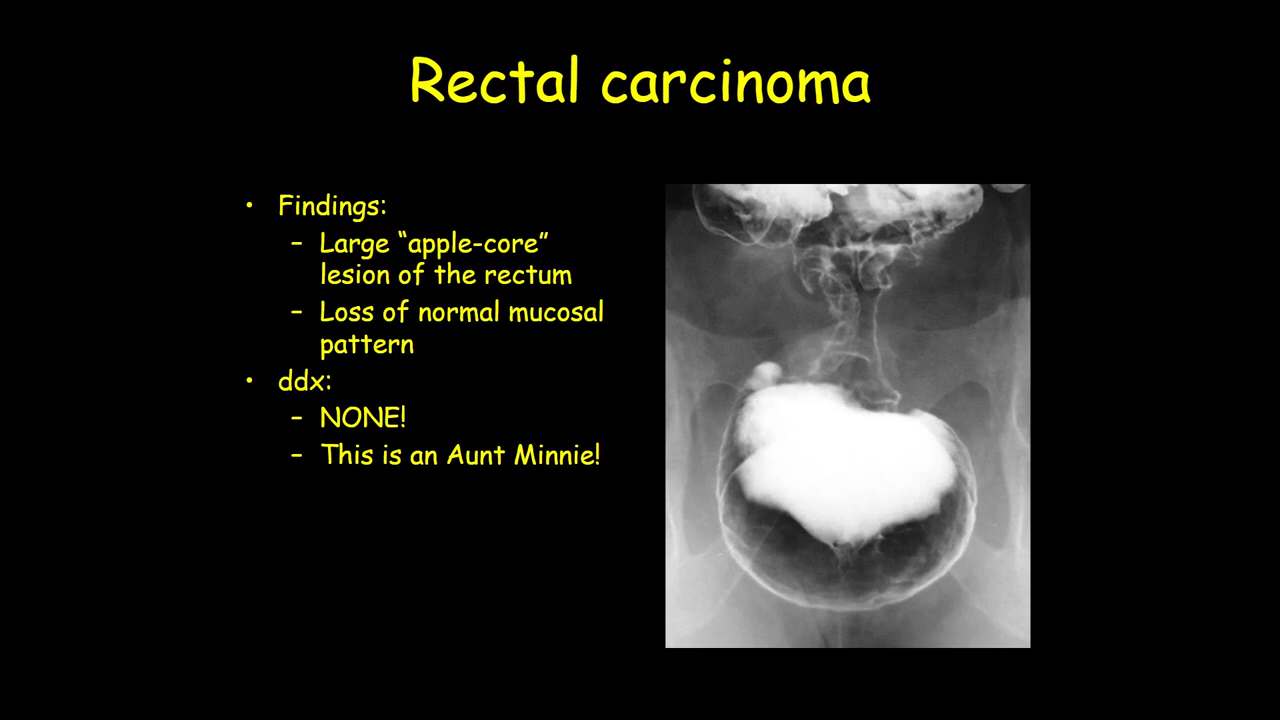 Rectal carcinoma
• Findings:
– Large “apple-core”
lesion of the rectum
– Loss of normal mucosal
pattern
• ddx:
– NONE!
– This is an Aunt Minnie!